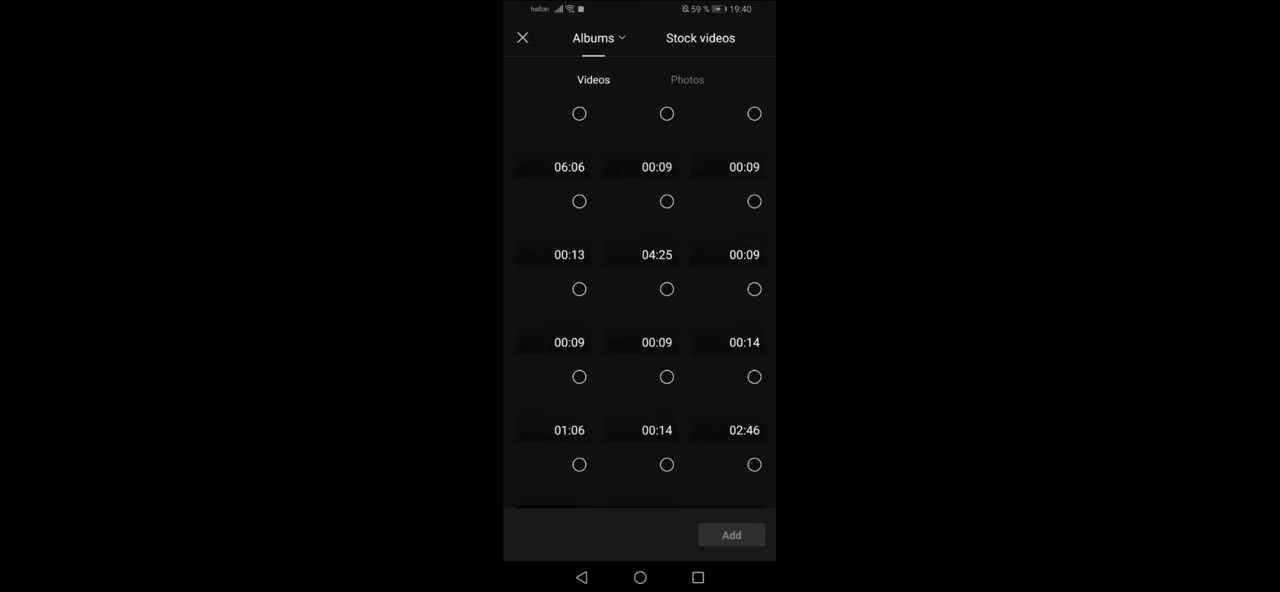 hallon 59 % 19:40
Albums Stock videos
Videos Photos
06:06 00:09 00:09
00:13 04:25 00:09
00:09 00:09 00:14
01:06 00:14 02:46
Add